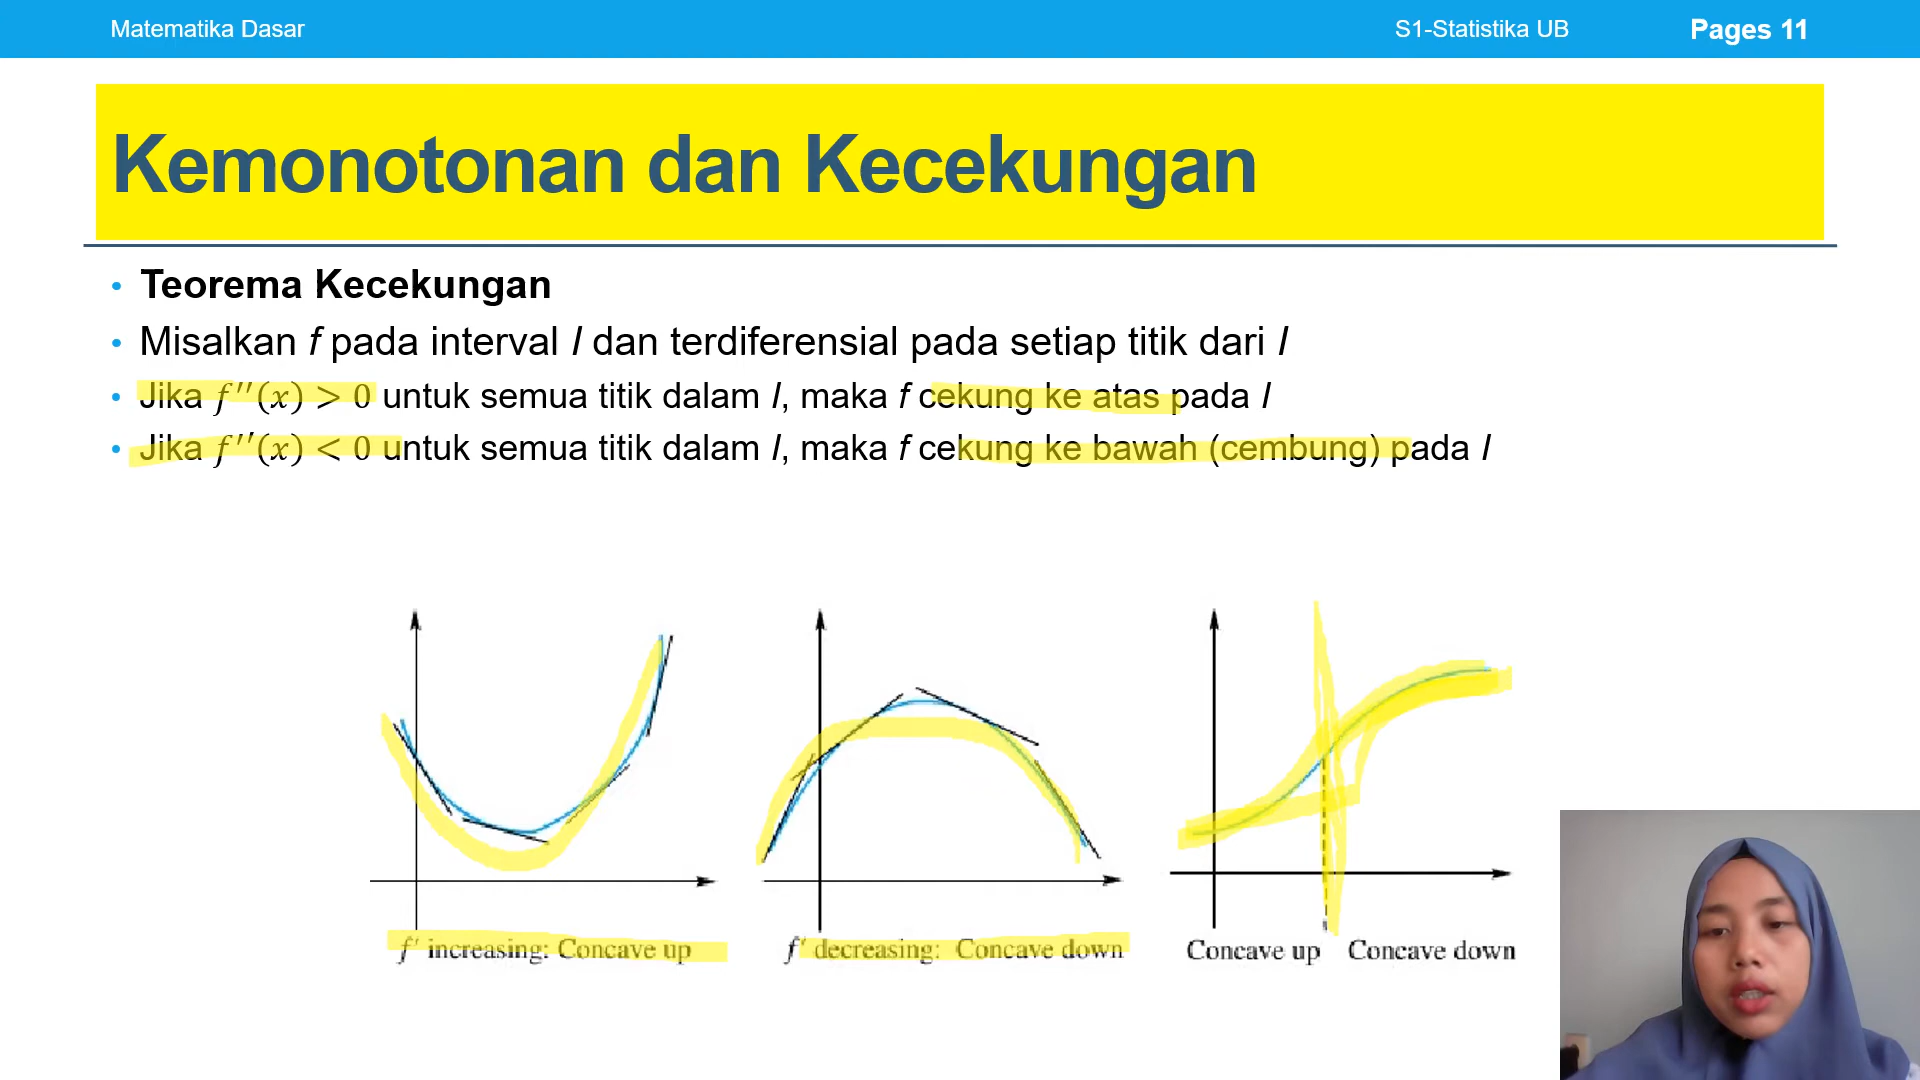 Matematika Dasar
S1-Statistika UB
Pages 11
Kemonotonan dan Kecekungan
• Teorema Kecekungan
• Misalkan f pada interval I dan terdiferensial pada setiap titik dari I
• Jika f′′(x) > 0 untuk semua titik dalam I, maka f cekung ke atas pada I
• Jika f′′(x) < 0 untuk semua titik dalam I, maka f cekung ke bawah (cembung) pada I
f′ increasing: Concave up
f′ decreasing: Concave down
Concave up
Concave down